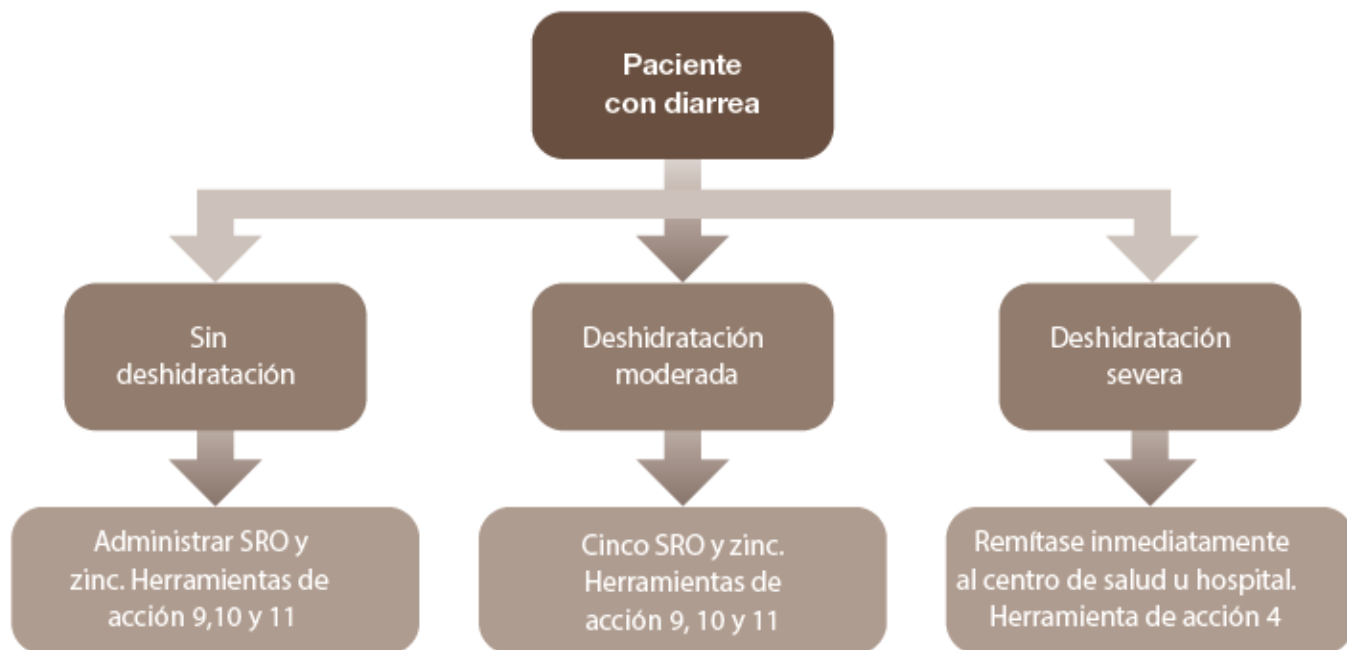 Paciente
con diarrea
Sin
deshidratación
Deshidratación
moderada
Deshidratación
severa
Administrar SRO y
zinc. Herramientas de
acción 9,10 y 11
Cinco SRO y zinc.
Herramientas de
acción 9, 10 y 11
Remítase inmediatamente
al centro de salud u hospital.
Herramienta de acción 4